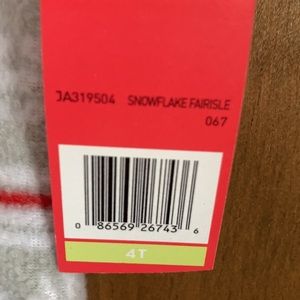 JA319504 SNOWFLAKE FAIRISLE
067
0 86569 26743 6
4T